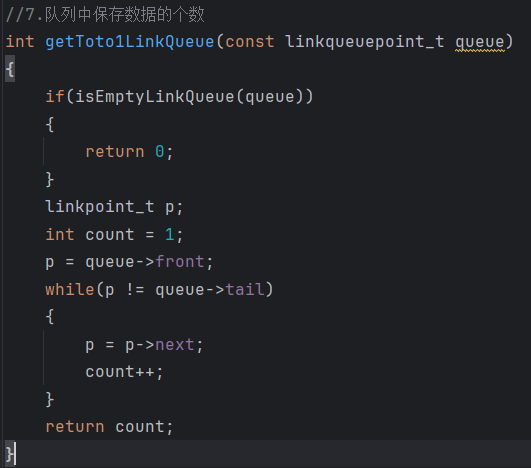 //7.队列中保存数据的个数
int getToto1LinkQueue(const linkqueuepoint_t queue)
{
    if(isEmptyLinkQueue(queue))
    {
        return 0;
    }
    linkpoint_t p;
    int count = 1;
    p = queue->front;
    while(p != queue->tail)
    {
        p = p->next;
        count++;
    }
    return count;
}